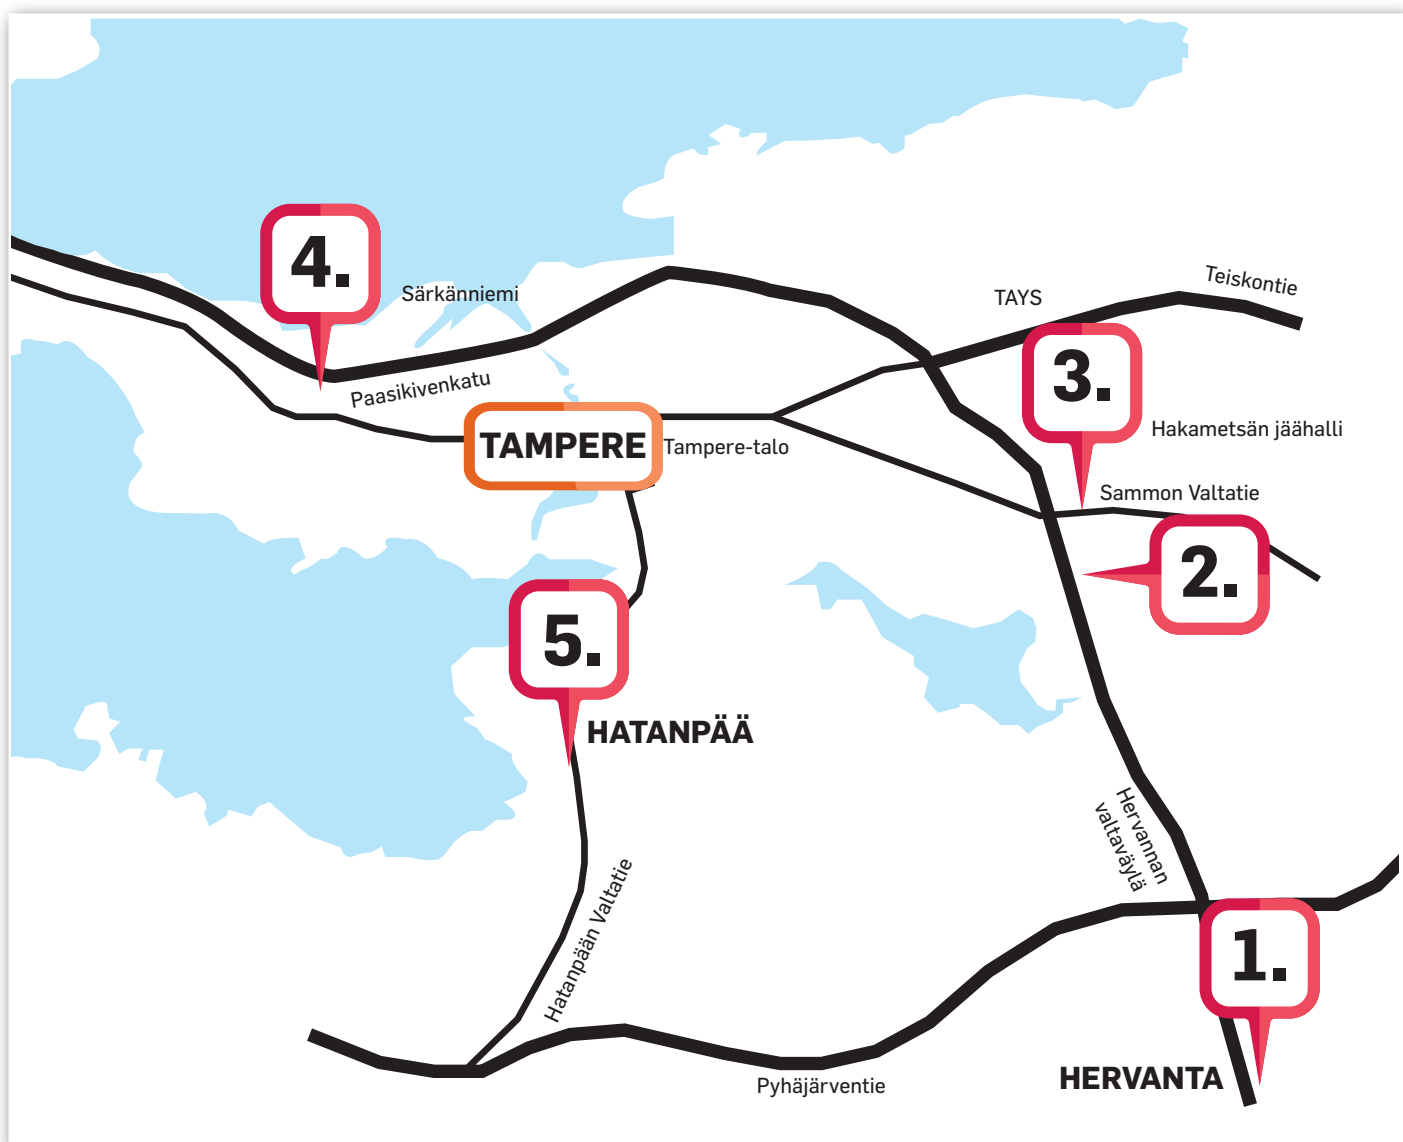 4.
Särkänniemi
Paasikivenkatu
TAMPERE
Tampere-talo
TAYS
Teiskontie
3.
Hakametsän jäähalli
Sammon Valtatie
2.
5.
HATANPÄÄ
Hervannan
valtaväylä
Hatanpään Valtatie
1.
HERVANTA
Pyhäjärventie